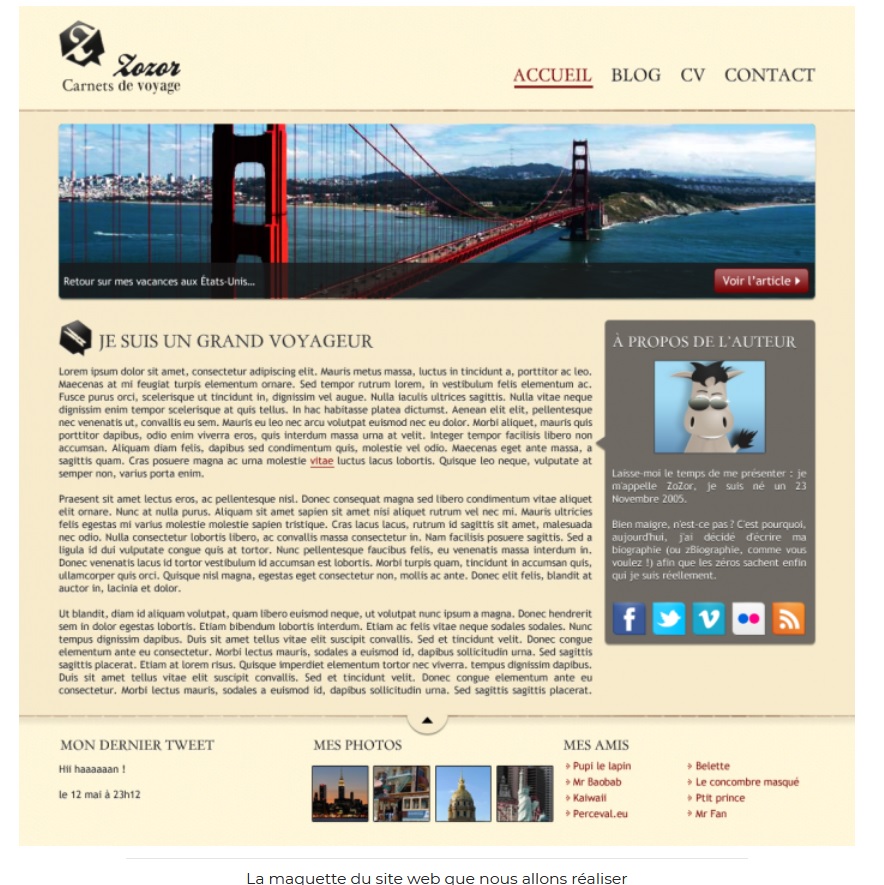 Zozor
Carnets de voyage
ACCUEIL BLOG CV CONTACT
Retour sur mes vacances aux États-Unis...
Voir l'article
JE SUIS UN GRAND VOYAGEUR
Lorem ipsum dolor sit amet, consectetur adipiscing elit. Mauris metus massa, luctus in tincidunt a, porttitor ac leo.
Maecenas at mi feugiat turpis elementum ornare. Sed tempor rutrum lorem, in vestibulum felis elementum ac.
Fusce purus orci, scelerisque ut tincidunt in, dignissim vel augue. Nulla iaculis ultrices sagittis. Nulla vitae neque
dignissim enim tempor scelerisque at quis tellus. In hac habitasse platea dictumst. Aenean elit elit, pellentesque
nec venenatis ut, convallis eu sem. Mauris eu leo nec arcu volutpat euismod nec eu dolor. Morbi aliquet, mauris quis
porttitor dapibus, odio enim viverra eros, quis interdum massa urna at velit. Integer tempor facilisis libero non
accumsan. Aliquam diam felis, dapibus sed condimentum quis, molestie vel odio. Maecenas eget ante massa, a
sagittis quam. Cras posuere magna ac urna molestie vitae luctus lacus lobortis. Quisque leo neque, vulputate at
semper non, varius porta enim.
Praesent sit amet lectus eros, ac pellentesque nisl. Donec consequat magna sed libero condimentum vitae aliquet
elit ornare. Nunc at nulla purus. Aliquam sit amet sapien sit amet nisi aliquet rutrum vel nec mi. Mauris ultricies
felis egestas mi varius molestie molestie sapien tristique. Cras lacus lacus, rutrum id sagittis sit amet, malesuada
nec odio. Nulla consectetur lobortis libero, ac convallis massa consectetur in. Nam facilisis posuere sagittis. Sed a
ligula id dui vulputate congue quis at tortor. Nunc pellentesque faucibus felis, eu venenatis massa interdum in.
Donec venenatis lacus id tortor vestibulum id accumsan est lobortis. Morbi turpis quam, tincidunt in accumsan quis,
ullamcorper quis orci. Quisque nisl magna, egestas eget consectetur non, mollis ac ante. Donec elit felis, blandit at
auctor in, lacinia et dolor.
Ut blandit, diam id aliquam volutpat, quam libero euismod neque, ut volutpat nunc ipsum a magna. Donec hendrerit
sem in dolor egestas lobortis. Etiam bibendum lobortis interdum. Etiam ac felis vitae neque sodales sodales. Nunc
tempus dignissim dapibus. Duis sit amet tellus vitae elit suscipit convallis. Sed et tincidunt velit. Donec congue
elementum ante eu consectetur. Morbi lectus mauris, sodales a euismod id, dapibus sollicitudin urna. Sed sagittis
sagittis placerat. Etiam at lorem risus. Quisque imperdiet elementum tortor nec viverra. tempus dignissim dapibus.
Duis sit amet tellus vitae elit suscipit convallis. Sed et tincidunt velit. Donec congue elementum ante eu
consectetur. Morbi lectus mauris, sodales a euismod id, dapibus sollicitudin urna. Sed sagittis sagittis placerat.
À PROPOS DE L'AUTEUR
Laisse-moi le temps de me présenter : je
m'appelle ZoZor, je suis né un 23
Novembre 2005.
Bien maigre, n'est-ce pas ? C'est pourquoi,
aujourd'hui, j'ai décidé d'écrire ma
biographie (ou zBiographie, comme vous
voulez !) afin que les zéros sachent enfin
qui je suis réellement.
MON DERNIER TWEET
Hii haaaaaan !
le 12 mai à 23h12
MES PHOTOS
MES AMIS
Pupi le lapin
Mr Baobab
Kaiwaii
Perceval.eu
Belette
Le concombre masqué
Ptit prince
Mr Fan
La maquette du site web que nous allons réaliser